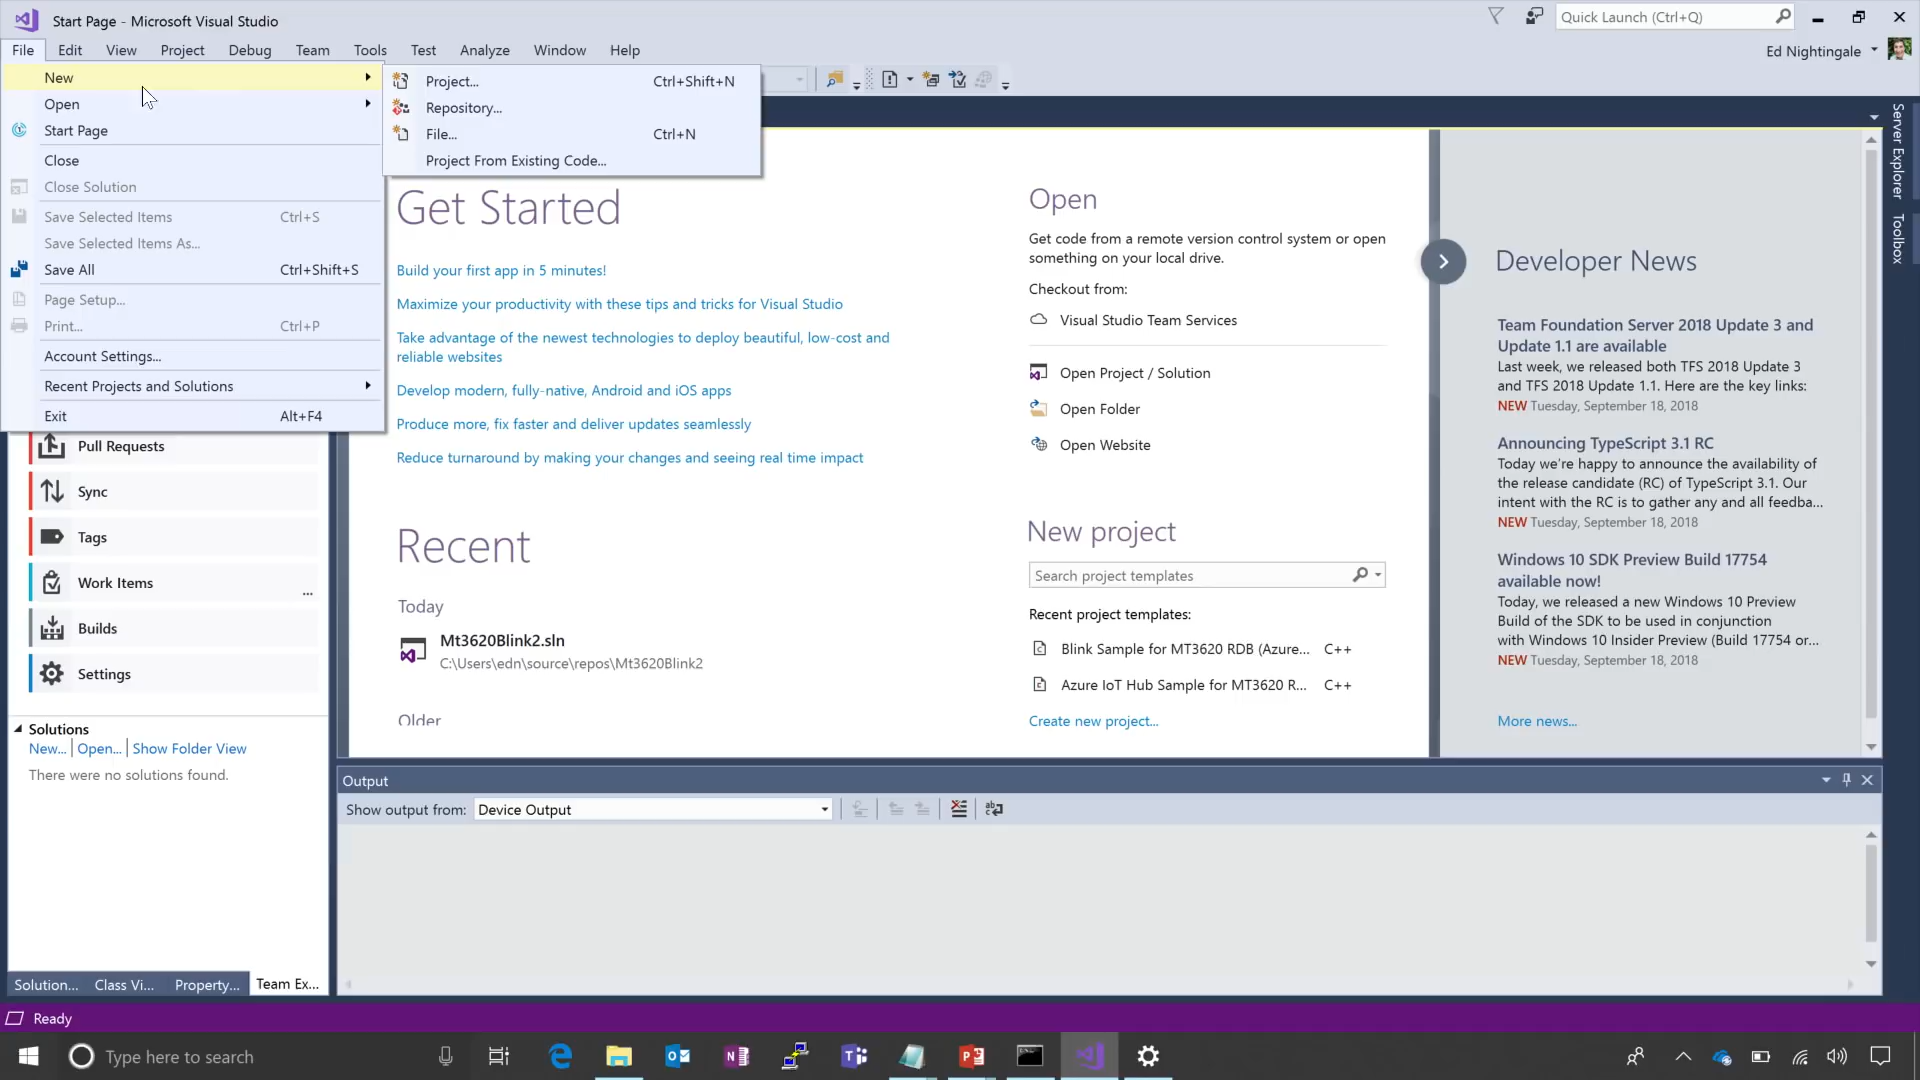 Start Page - Microsoft Visual Studio
Quick Launch (Ctrl+Q)
File Edit View Project Debug Team Tools Test Analyze Window Help
Ed Nightingale
New
Open
Start Page
Close
Close Solution
Save Selected Items Ctrl+S
Save Selected Items As...
Save All Ctrl+Shift+S
Page Setup...
Print... Ctrl+P
Account Settings...
Recent Projects and Solutions
Exit Alt+F4
Project... Ctrl+Shift+N
Repository...
File... Ctrl+N
Project From Existing Code...
Pull Requests
Sync
Tags
Work Items
...
Builds
Settings
Solutions
New... Open... Show Folder View
There were no solutions found.
Solution... Class Vi... Property... Team Ex...
Get Started
Build your first app in 5 minutes!
Maximize your productivity with these tips and tricks for Visual Studio
Take advantage of the newest technologies to deploy beautiful, low-cost and
reliable websites
Develop modern, fully-native, Android and iOS apps
Produce more, fix faster and deliver updates seamlessly
Reduce turnaround by making your changes and seeing real time impact
Recent
Today
Mt3620Blink2.sln
C:\Users\edn\source\repos\Mt3620Blink2
Older
Open
Get code from a remote version control system or open
something on your local drive.
Checkout from:
Visual Studio Team Services
Open Project / Solution
Open Folder
Open Website
New project
Search project templates
Recent project templates:
Blink Sample for MT3620 RDB (Azure... C++
Azure IoT Hub Sample for MT3620 R... C++
Create new project...
Developer News
Team Foundation Server 2018 Update 3 and
Update 1.1 are available
Last week, we released both TFS 2018 Update 3
and TFS 2018 Update 1.1. Here are the key links:
NEW Tuesday, September 18, 2018
Announcing TypeScript 3.1 RC
Today we're happy to announce the availability of
the release candidate (RC) of TypeScript 3.1. Our
intent with the RC is to gather any and all feedba...
NEW Tuesday, September 18, 2018
Windows 10 SDK Preview Build 17754
available now!
Today, we released a new Windows 10 Preview
Build of the SDK to be used in conjunction
with Windows 10 Insider Preview (Build 17754 or...
NEW Tuesday, September 18, 2018
More news...
Server Explorer
Toolbox
Output
Show output from: Device Output
Ready
Type here to search